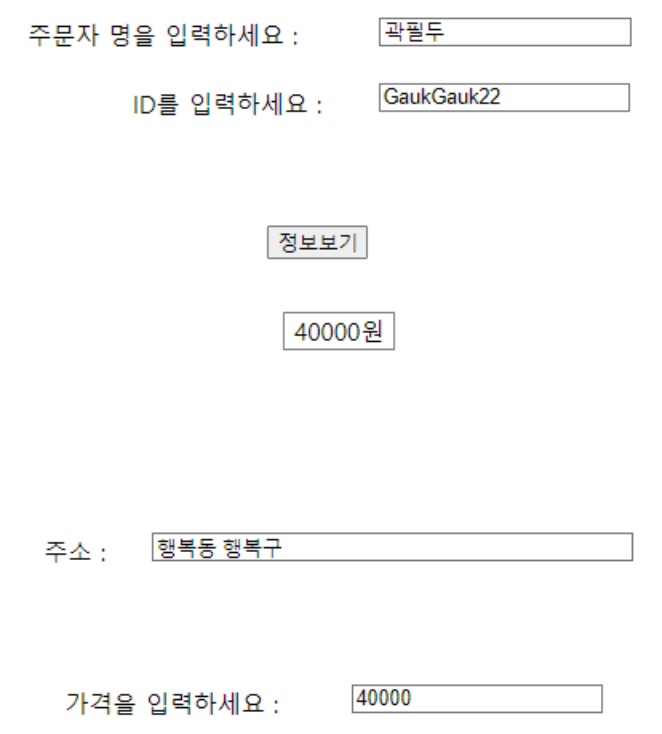 주문자 명을 입력하세요 : 곽필두
ID를 입력하세요 : GaukGauk22
정보보기
40000원
주소 : 행복동 행복구
가격을 입력하세요 : 40000